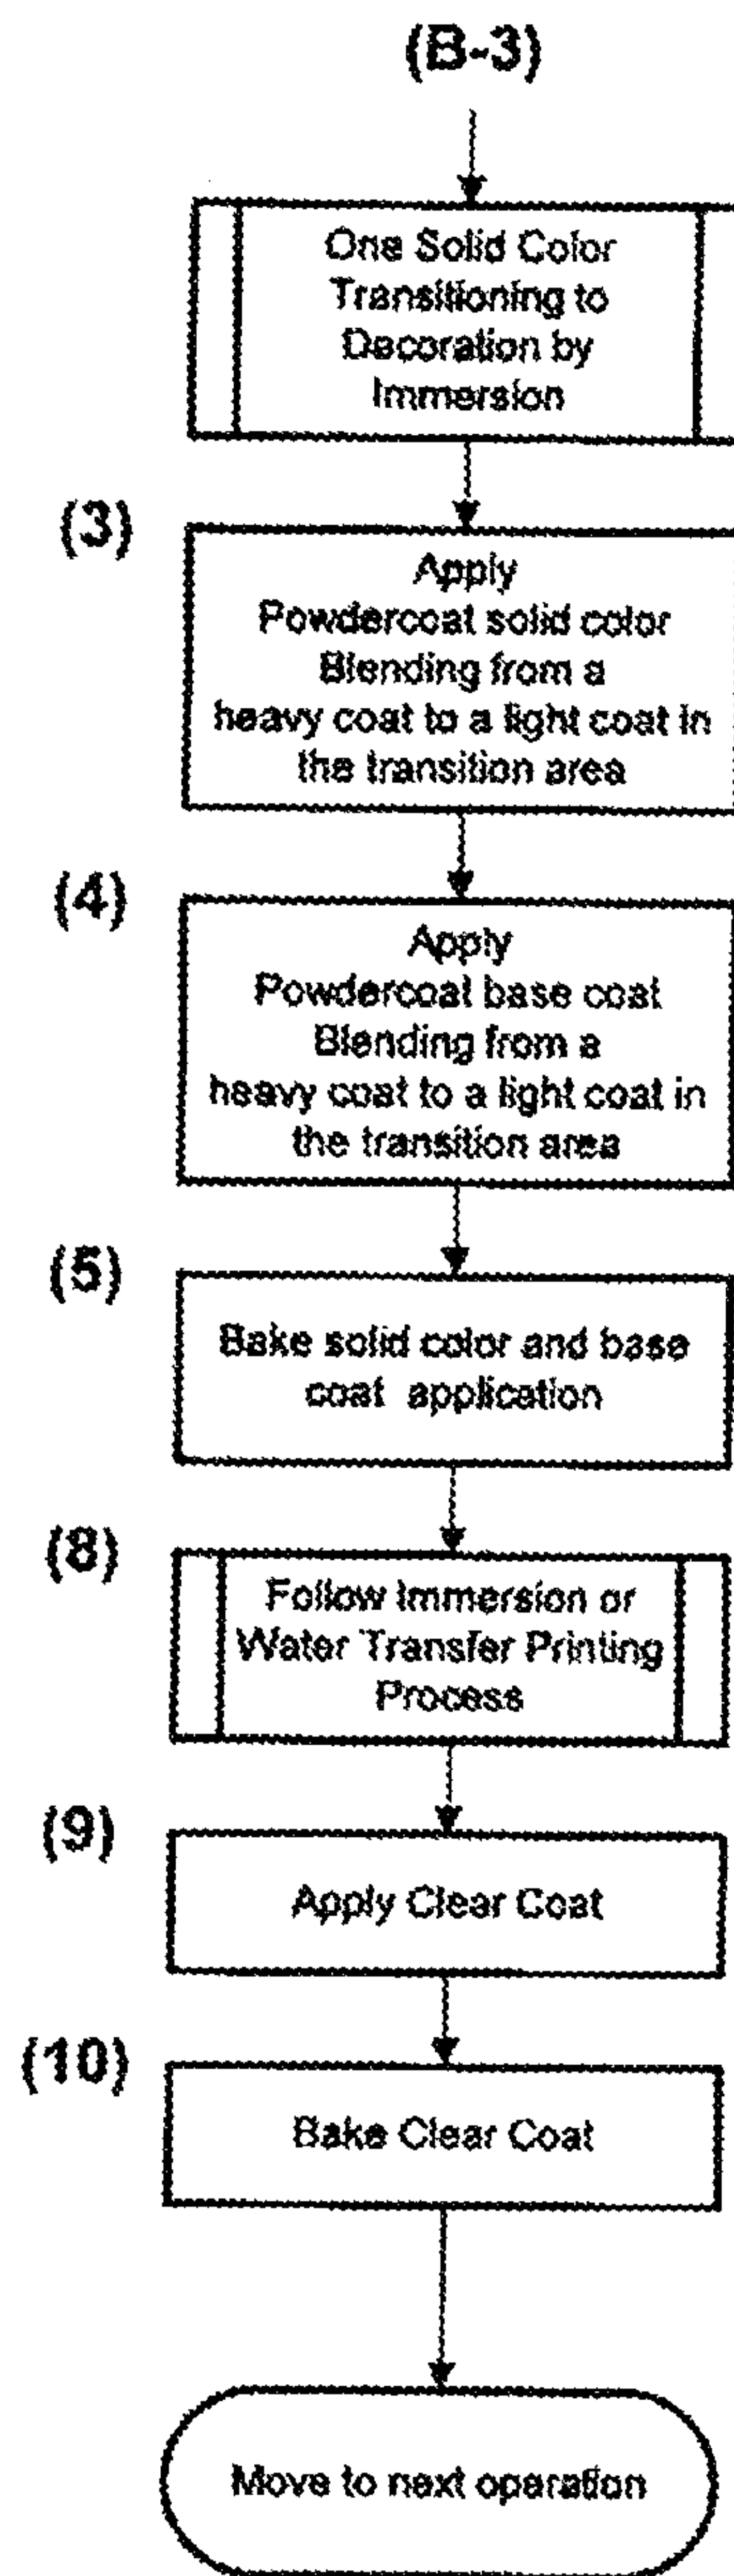 (B-3)
One Solid Color
Transitioning to
Decoration by
Immersion
(3)
Apply
Powdercoat solid color
Blending from a
heavy coat to a light coat in
the transition area
(4)
Apply
Powdercoat base coat
Blending from a
heavy coat to a light coat in
the transition area
(5)
Bake solid color and base
coat application
(8)
Follow Immersion or
Water Transfer Printing
Process
(9)
Apply Clear Coat
(10)
Bake Clear Coat
Move to next operation